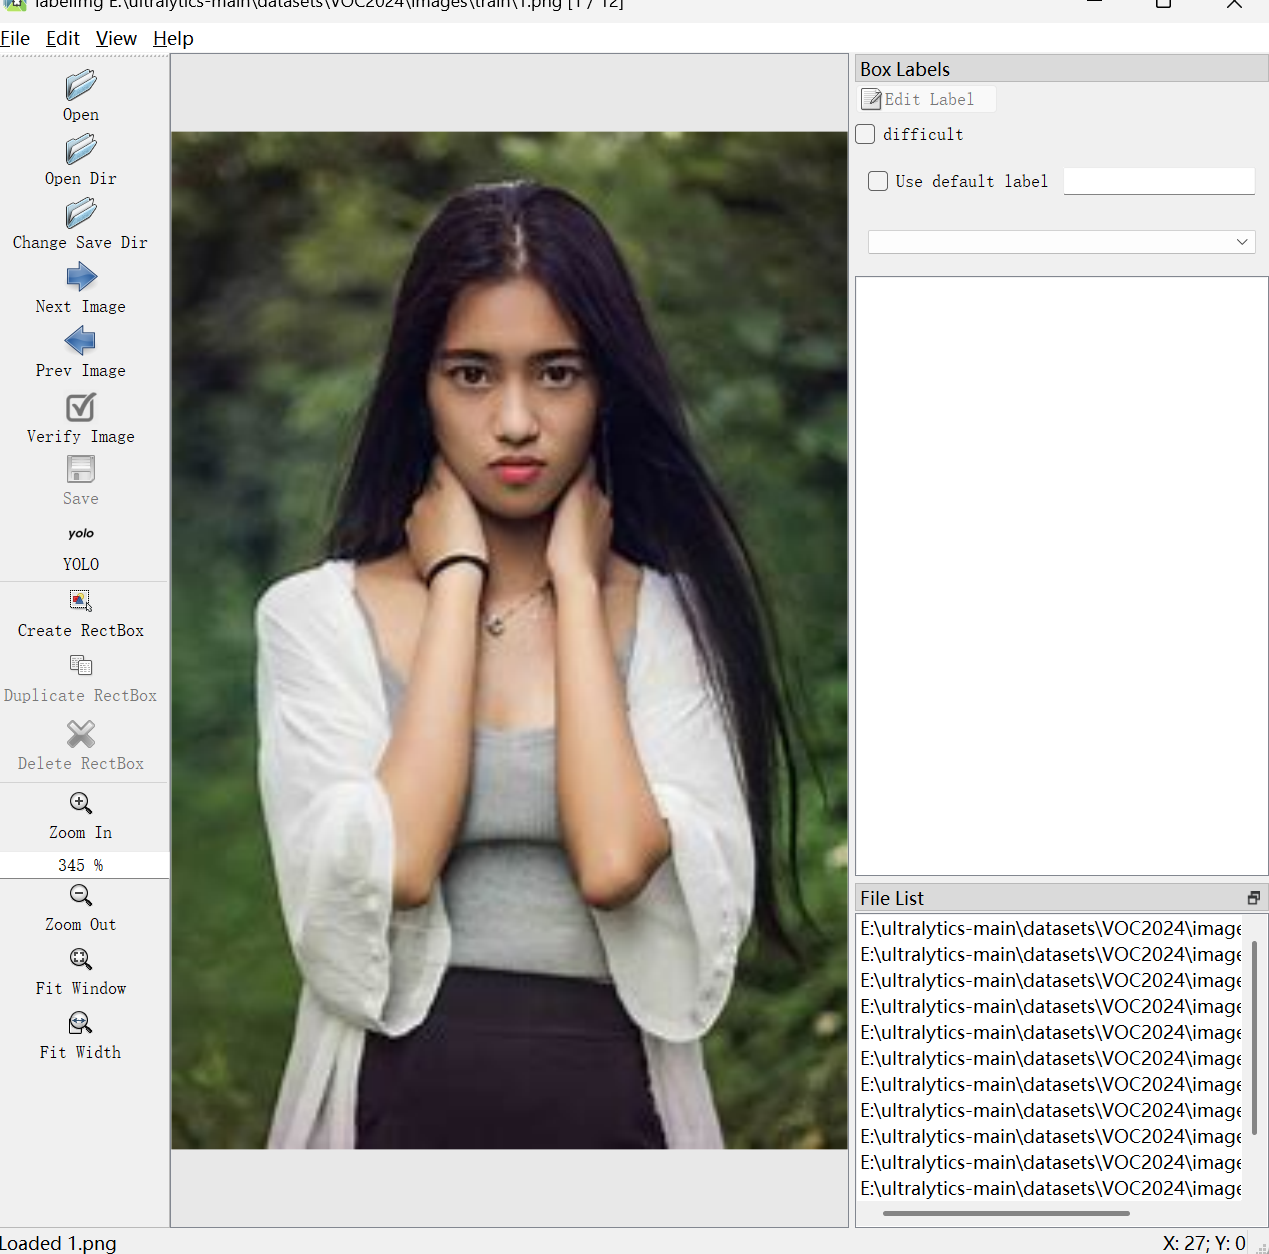 labelImg E:\ultralytics-main\datasets\VOC2024\images\train\1.png [1 / 12]
File Edit View Help
Open
Open Dir
Change Save Dir
Next Image
Prev Image
Verify Image
Save
yolo
YOLO
Create RectBox
Duplicate RectBox
Delete RectBox
Zoom In
345 %
Zoom Out
Fit Window
Fit Width
Box Labels
Edit Label
difficult
Use default label
File List
E:\ultralytics-main\datasets\VOC2024\image
E:\ultralytics-main\datasets\VOC2024\image
E:\ultralytics-main\datasets\VOC2024\image
E:\ultralytics-main\datasets\VOC2024\image
E:\ultralytics-main\datasets\VOC2024\image
E:\ultralytics-main\datasets\VOC2024\image
E:\ultralytics-main\datasets\VOC2024\image
E:\ultralytics-main\datasets\VOC2024\image
E:\ultralytics-main\datasets\VOC2024\image
E:\ultralytics-main\datasets\VOC2024\image
E:\ultralytics-main\datasets\VOC2024\image
Loaded 1.png
X: 27; Y: 0